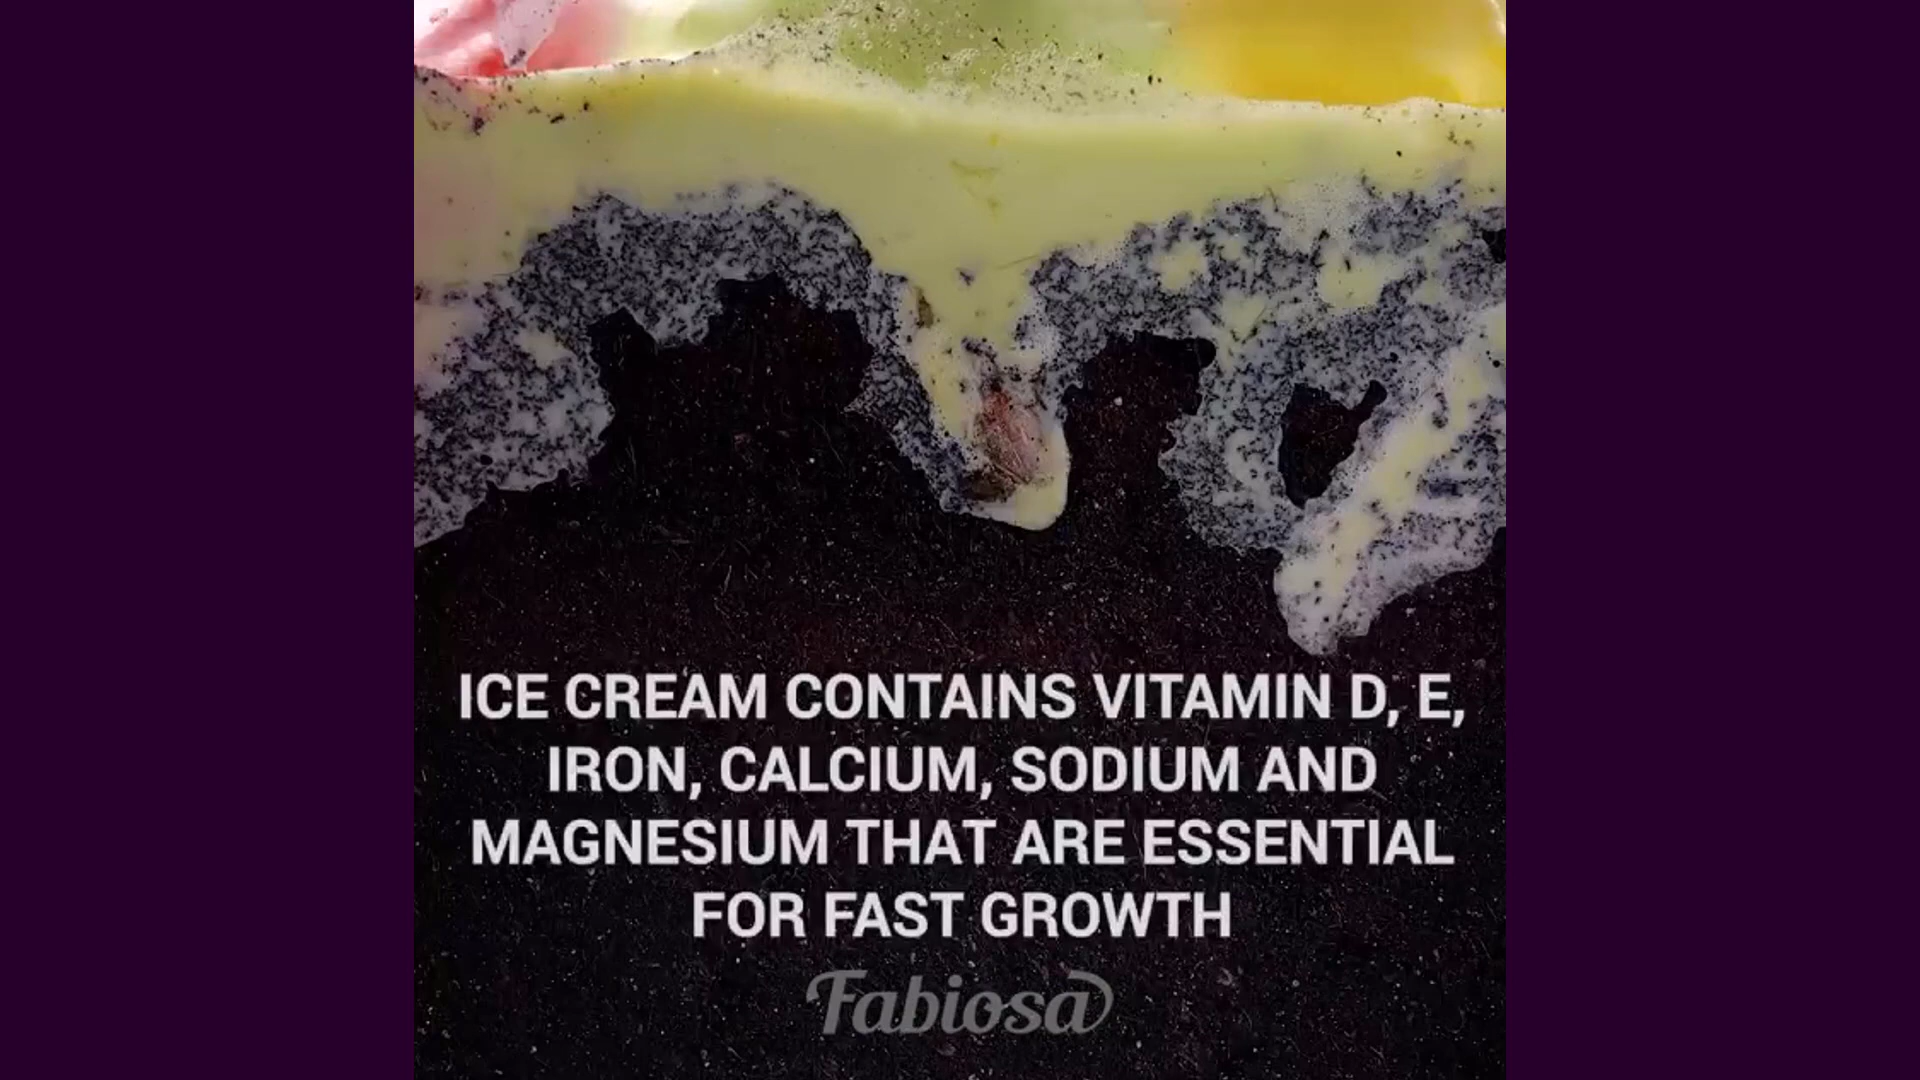 ICE CREAM CONTAINS VITAMIN D, E,
IRON, CALCIUM, SODIUM AND
MAGNESIUM THAT ARE ESSENTIAL
FOR FAST GROWTH
Fabiosa